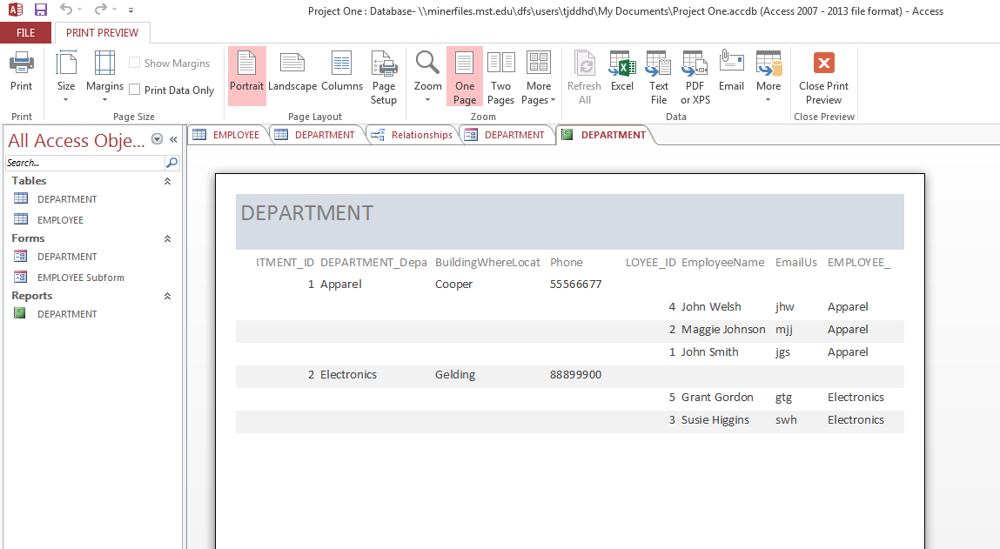 Project One : Database- \\minerfiles.mst.edu\dfs\users\tjddhd\My Documents\Project One.accdb (Access 2007 - 2013 file format) - Access
FILE PRINT PREVIEW
Print Size Margins Show Margins Print Data Only Portrait Landscape Columns Page Setup Zoom One Page Two Pages More Pages Refresh All Excel Text File PDF or XPS Email More Close Print Preview
Print Page Size Page Layout Zoom Data Close Preview
All Access Obje... «
Search...
Tables
DEPARTMENT
EMPLOYEE
Forms
DEPARTMENT
EMPLOYEE Subform
Reports
DEPARTMENT
EMPLOYEE DEPARTMENT Relationships DEPARTMENT DEPARTMENT
DEPARTMENT
RTMENT_ID DEPARTMENT_Depa BuildingWhereLocat Phone LOYEE_ID EmployeeName EmailUs EMPLOYEE_
1 Apparel Cooper 55566677
4 John Welsh jhw Apparel
2 Maggie Johnson mjj Apparel
1 John Smith jgs Apparel
2 Electronics Gelding 88899900
5 Grant Gordon gtg Electronics
3 Susie Higgins swh Electronics